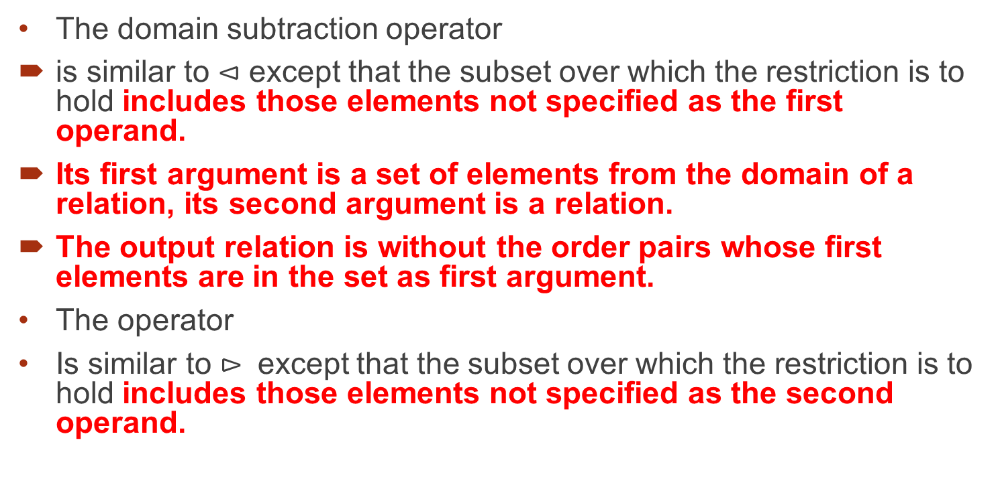 • The domain subtraction operator
is similar to ⊲ except that the subset over which the restriction is to
hold includes those elements not specified as the first
operand.
Its first argument is a set of elements from the domain of a
relation, its second argument is a relation.
The output relation is without the order pairs whose first
elements are in the set as first argument.
• The operator
• Is similar to ⊳ except that the subset over which the restriction is to
hold includes those elements not specified as the second
operand.